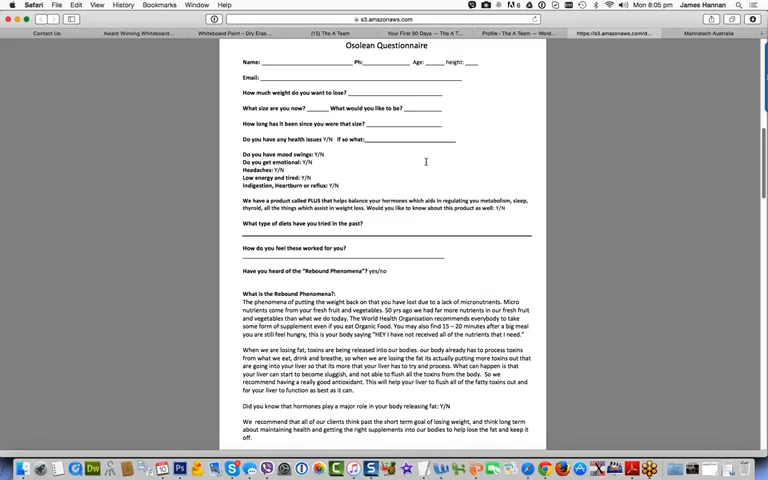 Safari File Edit View History Bookmarks Window Help 6 Mon 8:05 pm James Hannan
s3.amazonaws.com
Contact Us Award Winning Whiteboard... Whiteboard Paint – Dry Eras... (15) The A Team Your First 90 Days — The A T... Profile ‹ The A Team — Word... https://s3.amazonaws.com/d... Mannatech Australia
Osolean Questionnaire
Name: ____________________ Ph:____________ Age: _____ height: ___
Email: ____________________
How much weight do you want to lose? ____________________
What size are you now? ______ What would you like to be? __________
How long has it been since you were that size? ________________
Do you have any health issues Y/N If so what:____________________
Do you have mood swings: Y/N
Do you get emotional: Y/N
Headaches: Y/N
Low energy and tired: Y/N
Indigestion, Heartburn or reflux: Y/N
We have a product called PLUS that helps balance your hormones which aids in regulating you metabolism, sleep,
thyroid, all the things which assist in weight loss. Would you like to know about this product as well: Y/N
What type of diets have you tried in the past?
How do you feel these worked for you?
Have you heard of the "Rebound Phenomena"? yes/no
What is the Rebound Phenomena?:
The phenomena of putting the weight back on that you have lost due to a lack of micronutrients. Micro
nutrients come from your fresh fruit and vegetables. 50 yrs ago we had far more nutrients in our fresh fruit
and vegetables than what we do today. The World Health Organisation recommends everybody to take
some form of supplement even if you eat Organic Food. You may also find 15 – 20 minutes after a big meal
you are still feel hungry, this is your body saying "HEY I have not received all of the nutrients that I need."
When we are losing fat, toxins are being released into our bodies. our body already has to process toxins
from what we eat, drink and breathe, so when we are losing the fat its actually putting more toxins out that
are going into your liver so that its more that your liver has to try and process. What can happen is that
your liver can start to become sluggish, and not able to flush all the toxins from the body. So we
recommend having a really good antioxidant. This will help your liver to flush all of the fatty toxins out and
for your liver to function as best as it can.
Did you know that hormones play a major role in your body releasing fat: Y/N
We recommend that all of our clients think past the short term goal of losing weight, and think long term
about maintaining health and getting the right supplements into our bodies to help lose the fat and keep it
off.